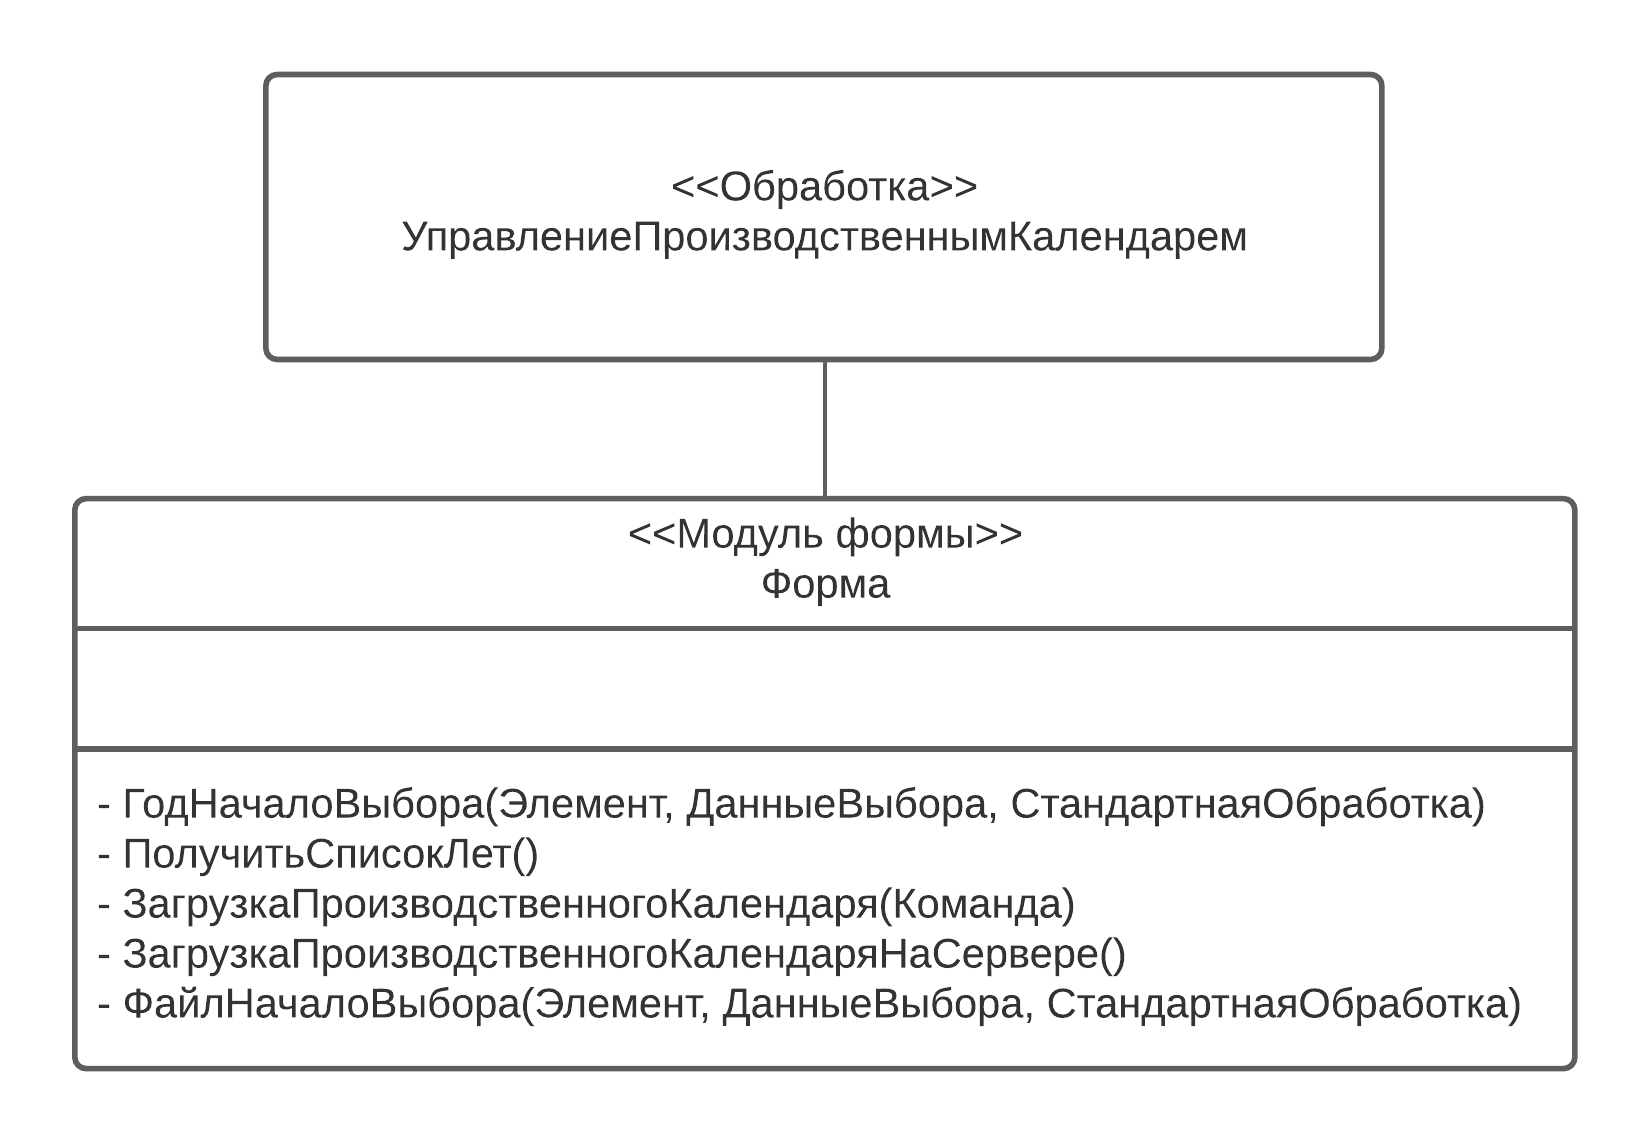 <<Обработка>>
УправлениеПроизводственнымКалендарем
<<Модуль формы>>
Форма
- ГодНачалоВыбора(Элемент, ДанныеВыбора, СтандартнаяОбработка)
- ПолучитьСписокЛет()
- ЗагрузкаПроизводственногоКалендаря(Команда)
- ЗагрузкаПроизводственногоКалендаряНаСервере()
- ФайлНачалоВыбора(Элемент, ДанныеВыбора, СтандартнаяОбработка)